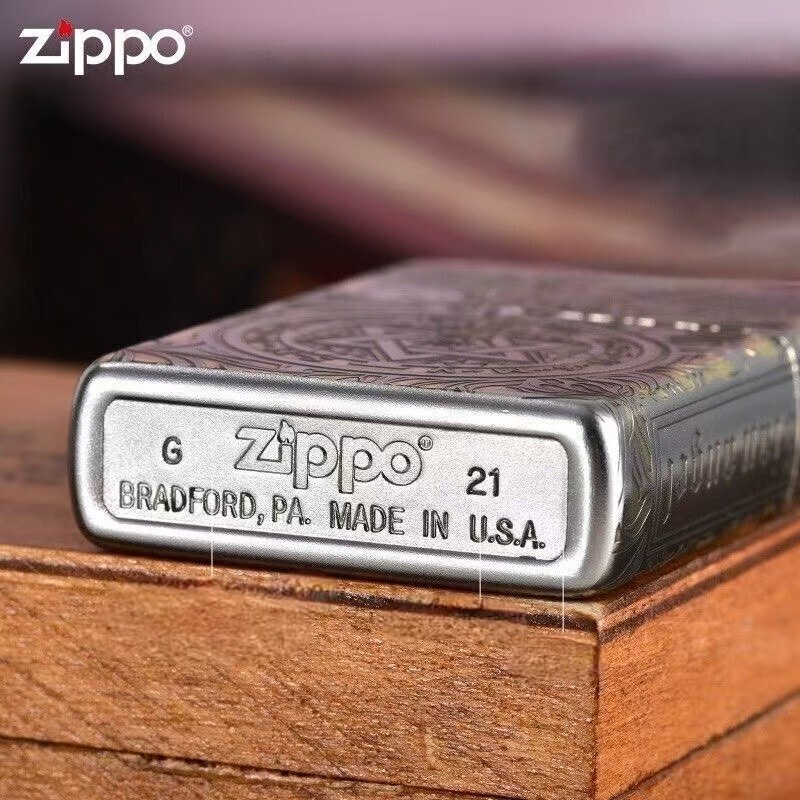 zippo®
G zippo® 21
BRADFORD, PA. MADE IN U.S.A.